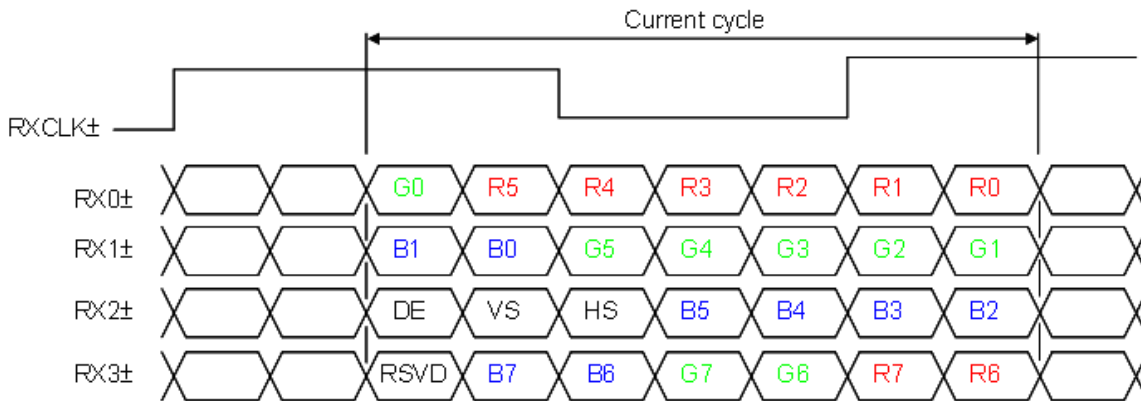 Current cycle
RXCLK±
RX0± G0 R5 R4 R3 R2 R1 R0
RX1± B1 B0 G5 G4 G3 G2 G1
RX2± DE VS HS B5 B4 B3 B2
RX3± RSVD B7 B6 G7 G6 R7 R6